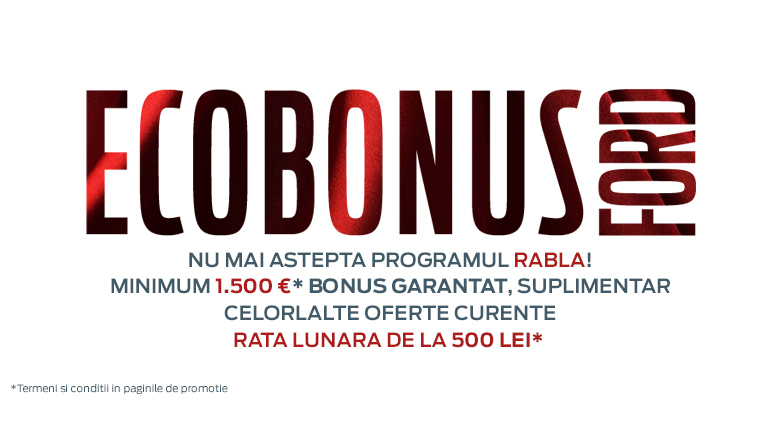 ECOBONUS FORD
NU MAI ASTEPTA PROGRAMUL RABLA!
MINIMUM 1.500 €* BONUS GARANTAT, SUPLIMENTAR
CELORLALTE OFERTE CURENTE
RATA LUNARA DE LA 500 LEI*
*Termeni si conditii in paginile de promotie